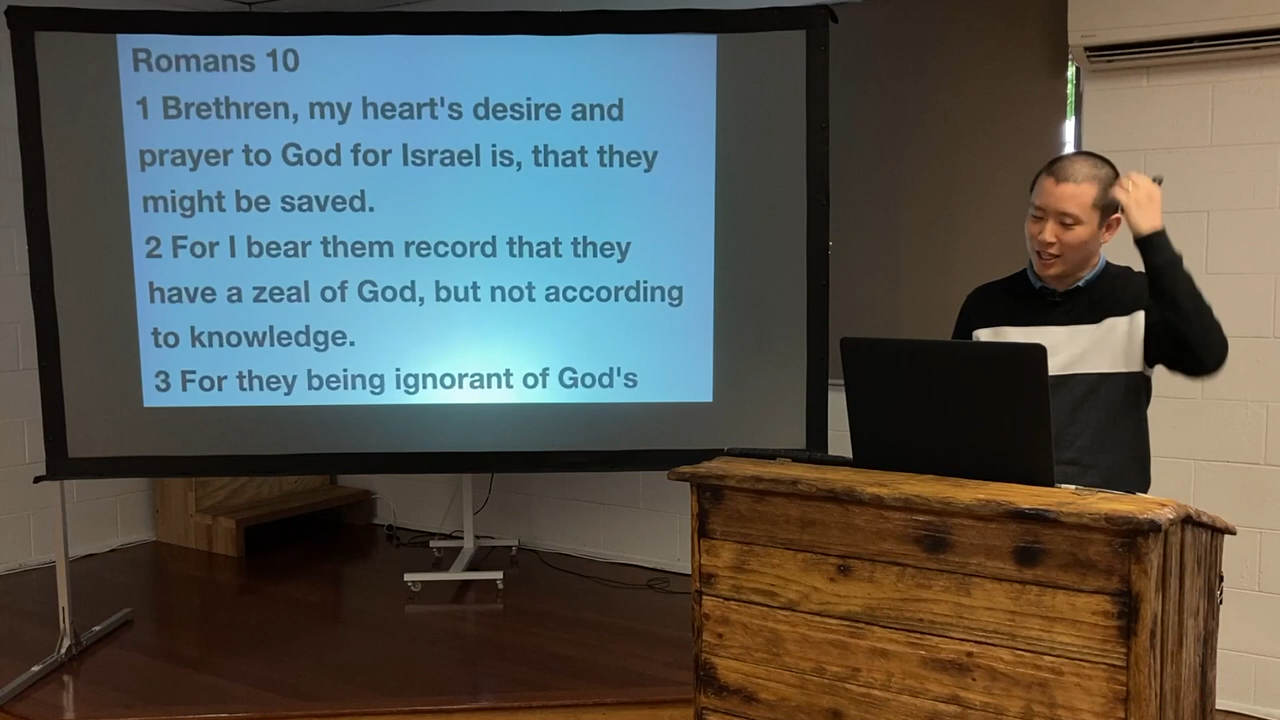 Romans 10
1 Brethren, my heart's desire and
prayer to God for Israel is, that they
might be saved.
2 For I bear them record that they
have a zeal of God, but not according
to knowledge.
3 For they being ignorant of God's